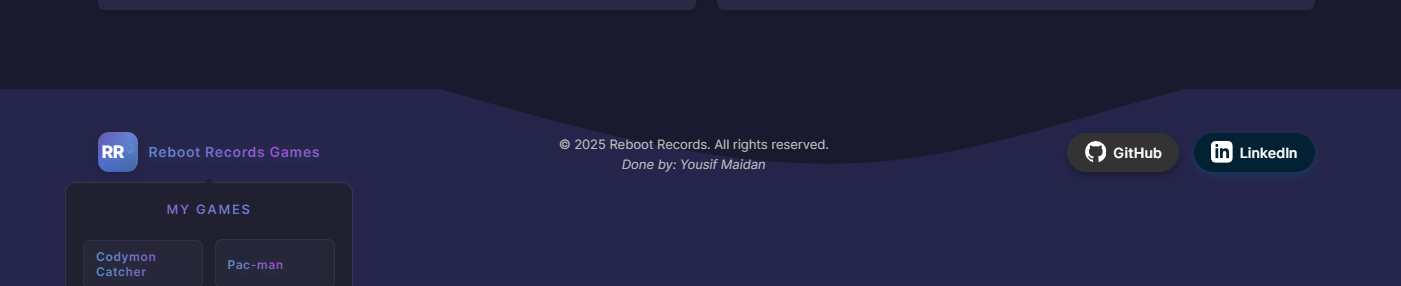 RR
Reboot Records Games
© 2025 Reboot Records. All rights reserved.
Done by: Yousif Maidan
GitHub
in LinkedIn
MY GAMES
Codymon
Catcher
Pac-man